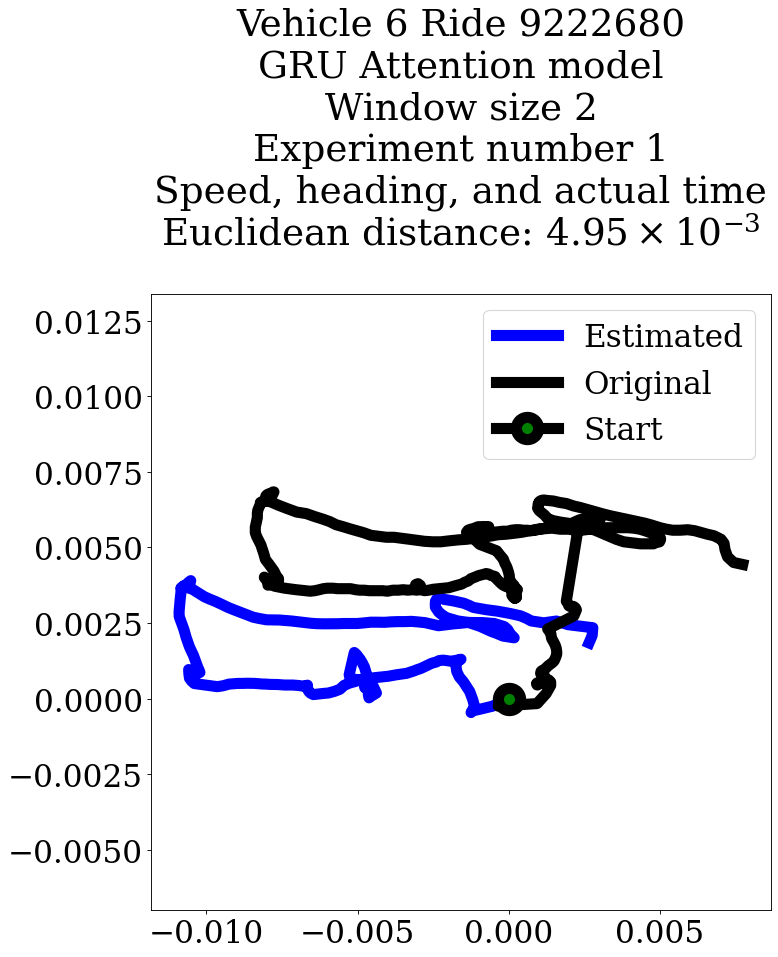 Vehicle 6 Ride 9222680
GRU Attention model
Window size 2
Experiment number 1
Speed, heading, and actual time
Euclidean distance: 4.95 × 10⁻³
Estimated
Original
Start
0.0125
0.0100
0.0075
0.0050
0.0025
0.0000
−0.0025
−0.0050
−0.010 −0.005 0.000 0.005